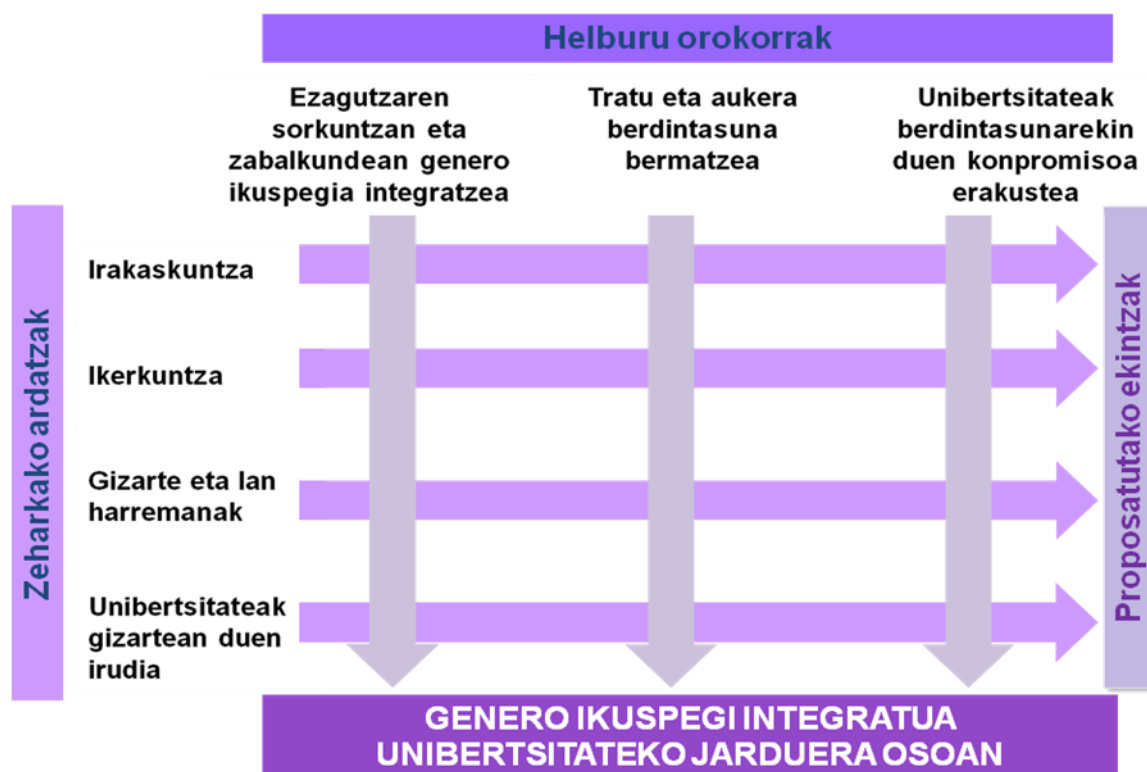 Helburu orokorrak
Ezagutzaren
sorkuntzan eta
zabalkundean genero
ikuspegia integratzea
Tratu eta aukera
berdintasuna
bermatzea
Unibertsitateak
berdintasunarekin
duen konpromisoa
erakustea
Zeharkako ardatzak
Irakaskuntza
Ikerkuntza
Gizarte eta lan
harremanak
Unibertsitateak
gizartean duen
irudia
Proposatutako ekintzak
GENERO IKUSPEGI INTEGRATUA
UNIBERTSITATEKO JARDUERA OSOAN